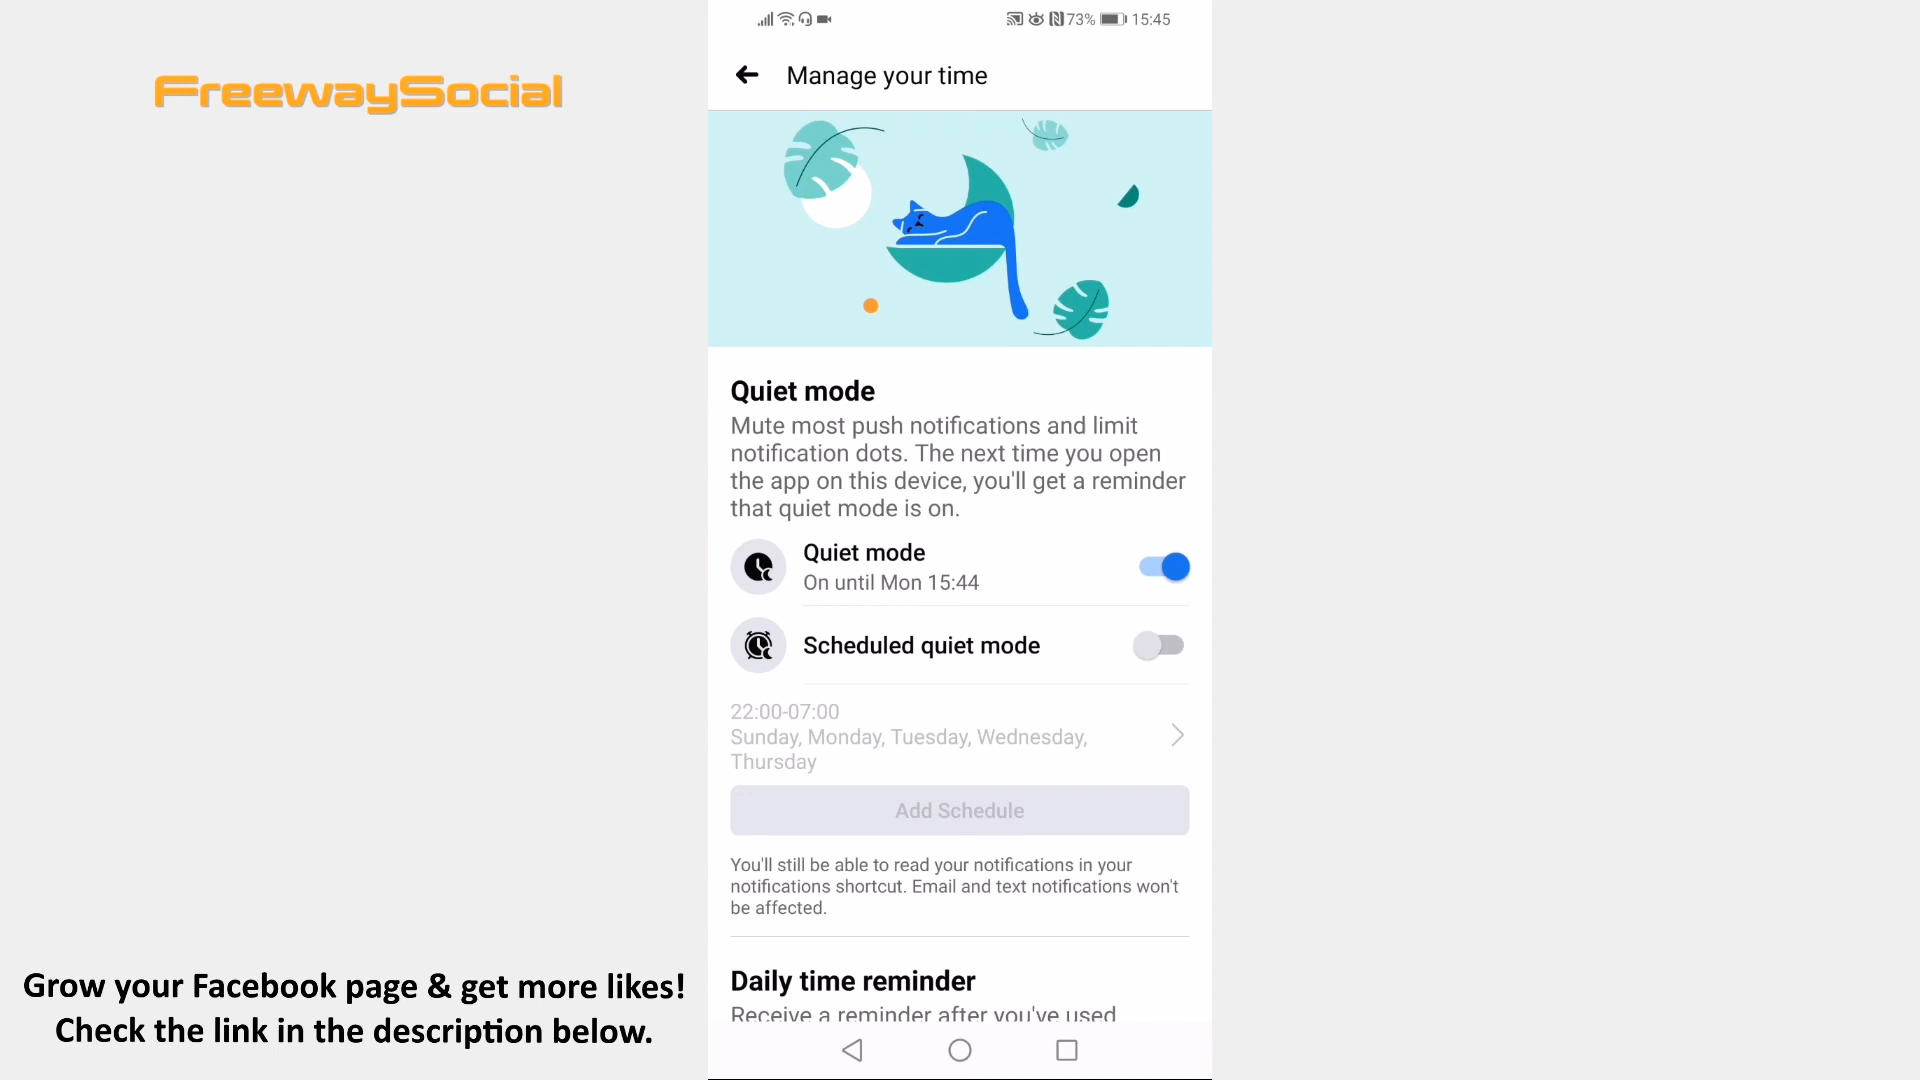 73% 15:45
FreewaySocial
Manage your time
Quiet mode
Mute most push notifications and limit
notification dots. The next time you open
the app on this device, you'll get a reminder
that quiet mode is on.
Quiet mode
On until Mon 15:44
Scheduled quiet mode
22:00-07:00
Sunday, Monday, Tuesday, Wednesday,
Thursday
Add Schedule
You'll still be able to read your notifications in your
notifications shortcut. Email and text notifications won't
be affected.
Daily time reminder
Receive a reminder after you've used
Grow your Facebook page & get more likes!
Check the link in the description below.